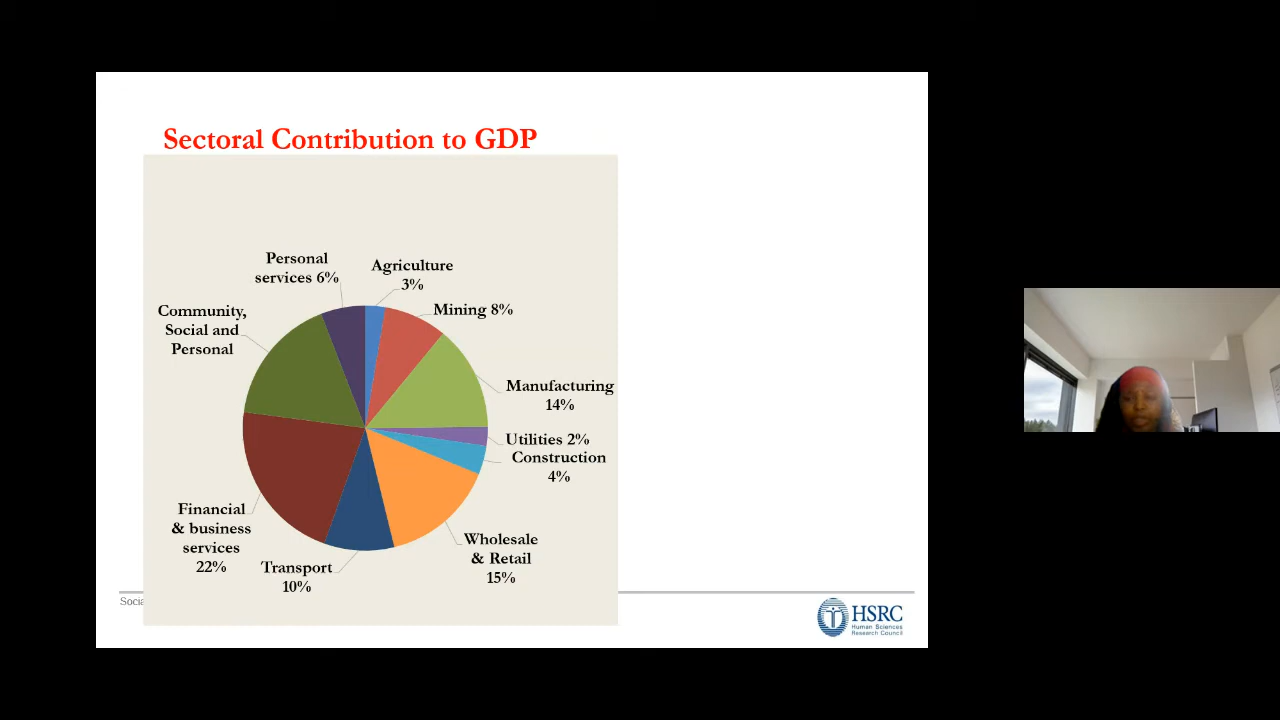 Sectoral Contribution to GDP
Personal
services 6%
Agriculture
3%
Mining 8%
Community,
Social and
Personal
Manufacturing
14%
Utilities 2%
Construction
4%
Financial
& business
services
22%
Transport
10%
Wholesale
& Retail
15%
Socia
HSRC
Human Sciences
Research Council